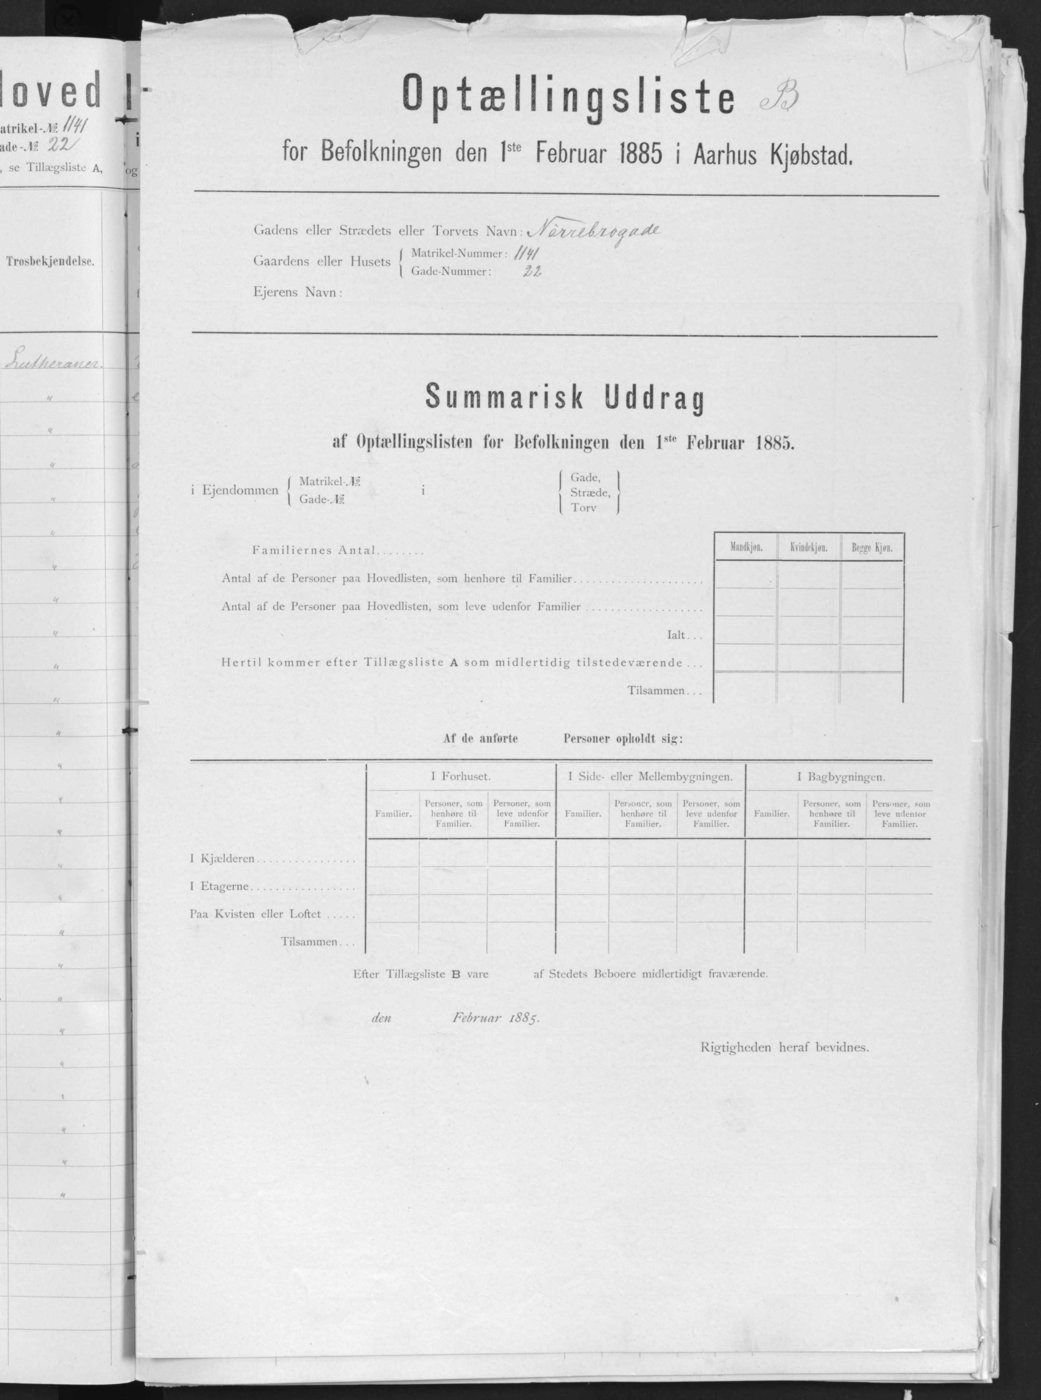 oved
atrikel-№ 1141
ade-№ 22
, se Tillægsliste A,
Trosbekjendelse.
Lutheraner.
Optællingsliste B
for Befolkningen den 1ste Februar 1885 i Aarhus Kjøbstad.
Gadens eller Strædets eller Torvets Navn: Nørrebrogade
Gaardens eller Husets { Matrikel-Nummer: 1141
Gade-Nummer: 22
Ejerens Navn:
Summarisk Uddrag
af Optællingslisten for Befolkningen den 1ste Februar 1885.
i Ejendommen { Matrikel-№ i { Gade, }
Gade-№ Stræde,
Torv
Mandkjøn. Kvindekjøn. Begge Kjøn.
Familiernes Antal........
Antal af de Personer paa Hovedlisten, som henhøre til Familier.....................
Antal af de Personer paa Hovedlisten, som leve udenfor Familier...................
Ialt...
Hertil kommer efter Tillægsliste A som midlertidig tilstedeværende...
Tilsammen...
Af de anførte Personer opholdt sig:
I Forhuset. I Side- eller Mellembygningen. I Bagbygningen.
Familier. Personer, som henhøre til Familier. Personer, som leve udenfor Familier. Familier. Personer, som henhøre til Familier. Personer, som leve udenfor Familier. Familier. Personer, som henhøre til Familier. Personer, som leve udenfor Familier.
I Kjælderen................
I Etagerne.................
Paa Kvisten eller Loftet.....
Tilsammen...
Efter Tillægsliste B vare af Stedets Beboere midlertidigt fraværende.
den Februar 1885.
Rigtigheden heraf bevidnes.